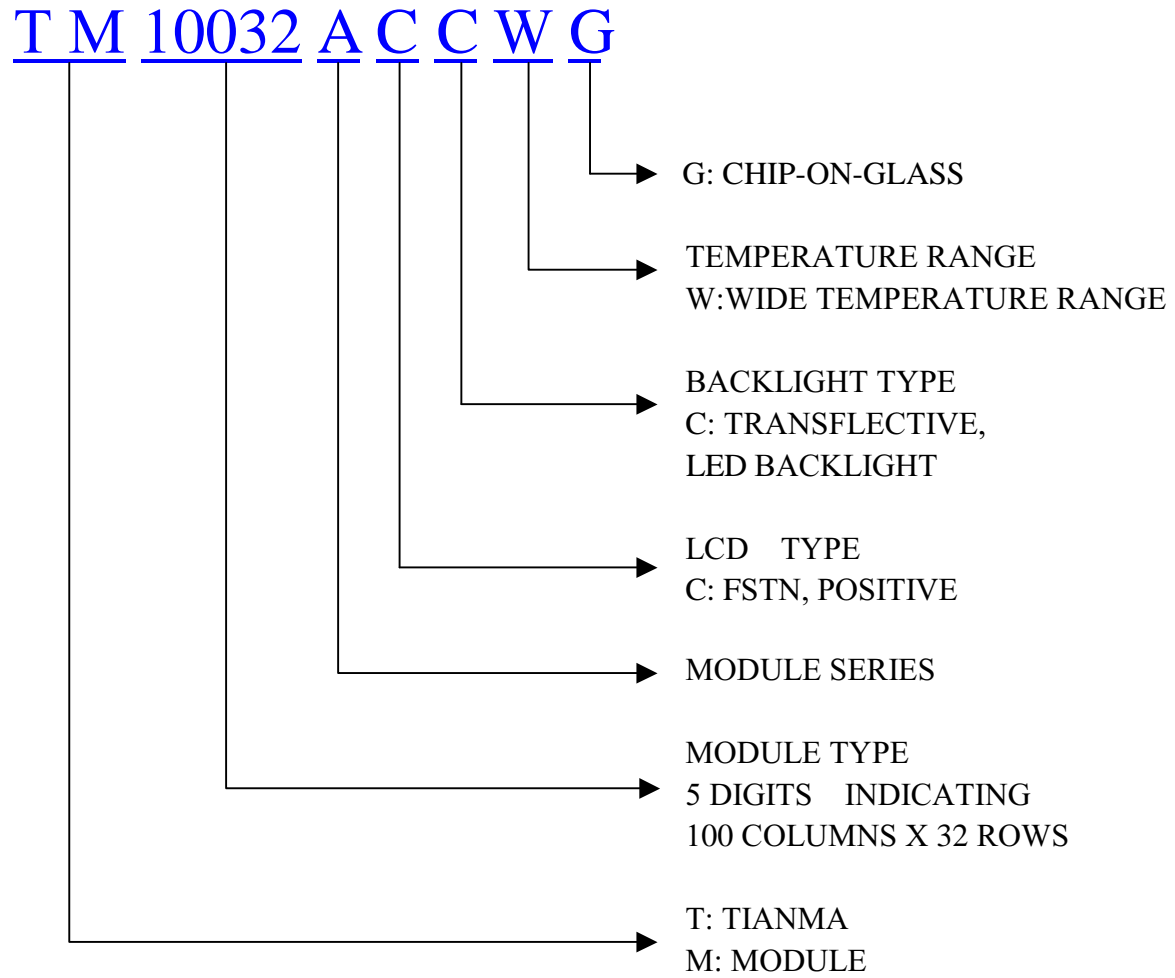 T M 10032 A C C W G
G: CHIP-ON-GLASS
TEMPERATURE RANGE
W:WIDE TEMPERATURE RANGE
BACKLIGHT TYPE
C: TRANSFLECTIVE,
LED BACKLIGHT
LCD TYPE
C: FSTN, POSITIVE
MODULE SERIES
MODULE TYPE
5 DIGITS INDICATING
100 COLUMNS X 32 ROWS
T: TIANMA
M: MODULE